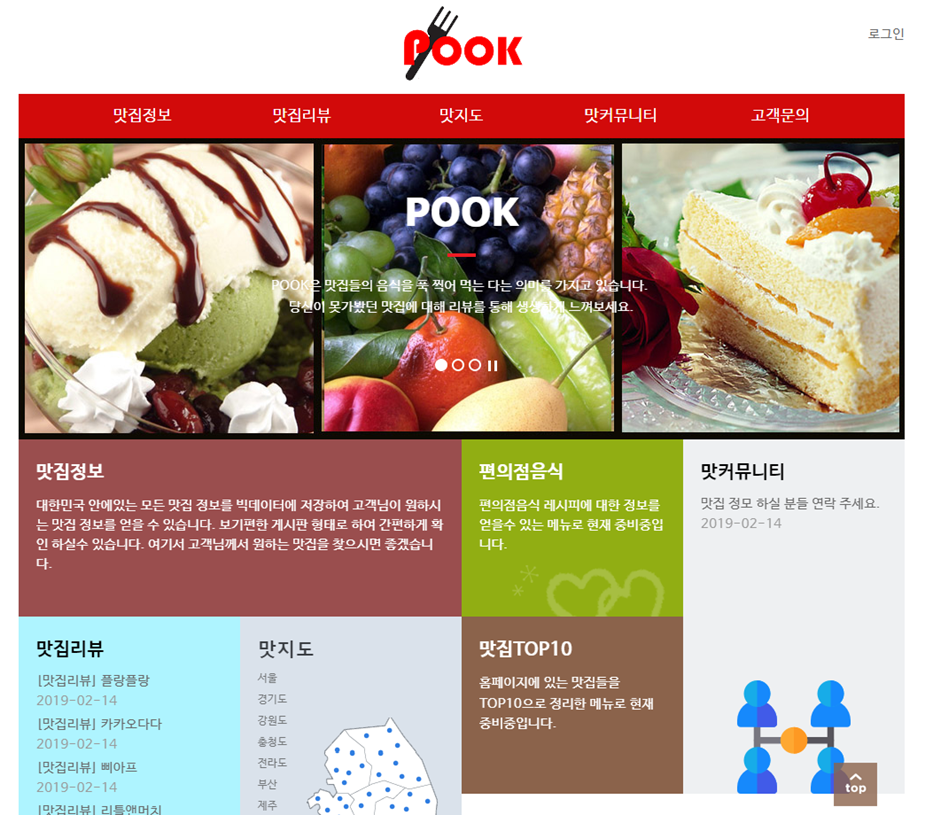 POOK
로그인
맛집정보 맛집리뷰 맛지도 맛커뮤니티 고객문의
POOK
POOK은 맛집들의 음식을 푹 찍어 먹는 다는 의미를 가지고 있습니다.
당신이 못가봤던 맛집에 대해 리뷰를 통해 생생하게 느껴보세요.
맛집정보
대한민국 안에있는 모든 맛집 정보를 빅데이터에 저장하여 고객님이 원하시
는 맛집 정보를 얻을 수 있습니다. 보기편한 게시판 형태로 하여 간편하게 확
인 하실수 있습니다. 여기서 고객님께서 원하는 맛집을 찾으시면 좋겠습니
다.
편의점음식
편의점음식 레시피에 대한 정보를
얻을수 있는 메뉴로 현재 중비중입
니다.
맛커뮤니티
맛집 정모 하실 분들 연락 주세요.
2019-02-14
맛집리뷰
[맛집리뷰] 플랑플랑
2019-02-14
[맛집리뷰] 카카오다다
2019-02-14
[맛집리뷰] 삐아프
2019-02-14
[맛집리뷰] 리틀앤머치
맛지도
서울
경기도
강원도
충청도
전라도
부산
제주
맛집TOP10
홈페이지에 있는 맛집들을
TOP10으로 정리한 메뉴로 현재
중비중입니다.
top